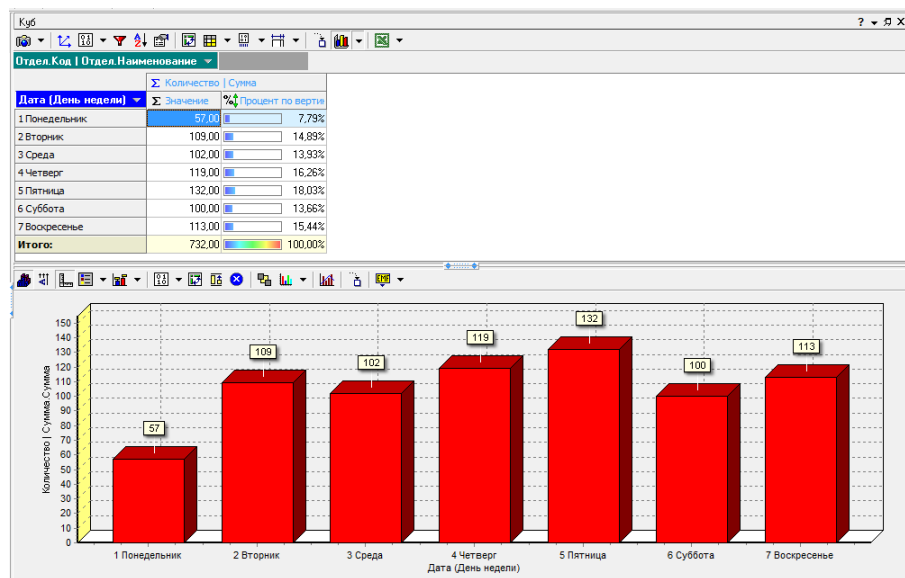 Куб
Отдел.Код | Отдел.Наименование
Σ Количество | Сумма
Дата (День недели) Σ Значение % Процент по верти
1 Понедельник 57,00 7,79%
2 Вторник 109,00 14,89%
3 Среда 102,00 13,93%
4 Четверг 119,00 16,26%
5 Пятница 132,00 18,03%
6 Суббота 100,00 13,66%
7 Воскресенье 113,00 15,44%
Итого: 732,00 100,00%
EMF
Количество | Сумма.Сумма
150
140
130
120
110
100
90
80
70
60
50
40
30
20
10
0
57 109 102 119 132 100 113
1 Понедельник 2 Вторник 3 Среда 4 Четверг 5 Пятница 6 Суббота 7 Воскресенье
Дата (День недели)